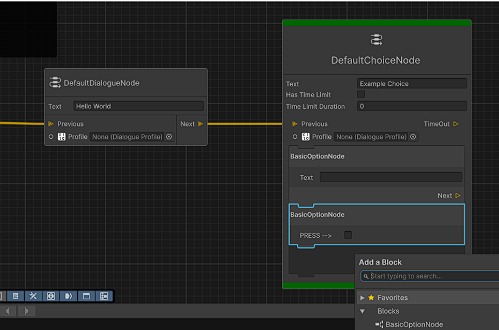 DefaultDialogueNode
Text Hello World
Previous Next
Profile None (Dialogue Profile)
DefaultChoiceNode
Text Example Choice
Has Time Limit
Time Limit Duration 0
Previous TimeOut
Profile None (Dialogue Profile)
BasicOptionNode
Text
Next
BasicOptionNode
PRESS -->
Add a Block
Start typing to search...
Favorites
Blocks
BasicOptionNode